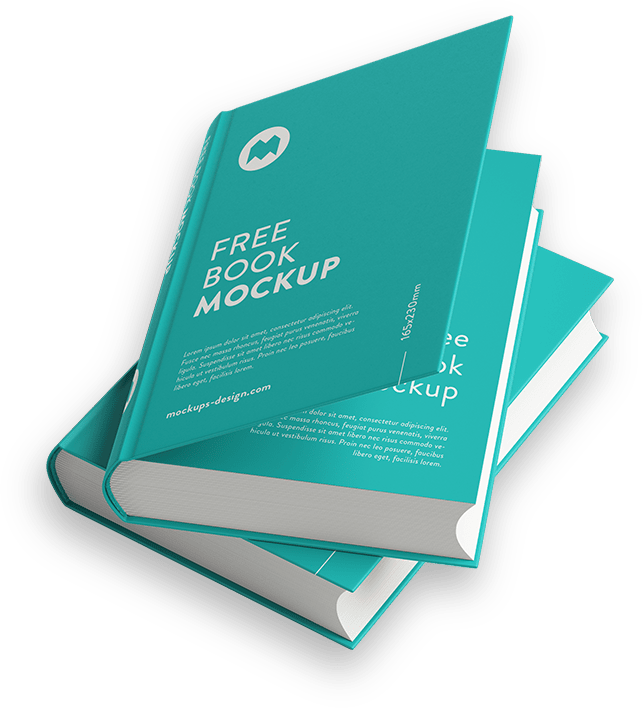 FREE
BOOK
MOCKUP
Lorem ipsum dolor sit amet, consectetur adipiscing elit.
Fusce nec massa rhoncus, feugiat purus venenatis, viverra
ligula. Suspendisse sit amet libero nec risus commodo ve-
hicula ut vestibulum risus. Proin nec leo posuere, faucibus
libero eget, facilisis lorem.
mockups-design.com
165x230mm
ee
ok
ckup
dolor sit amet, consectetur adipiscing elit.
massa rhoncus, feugiat purus venenatis, viverra
Suspendisse sit amet libero nec risus commodo ve-
hicula ut vestibulum risus. Proin nec leo posuere, faucibus
libero eget, facilisis lorem.